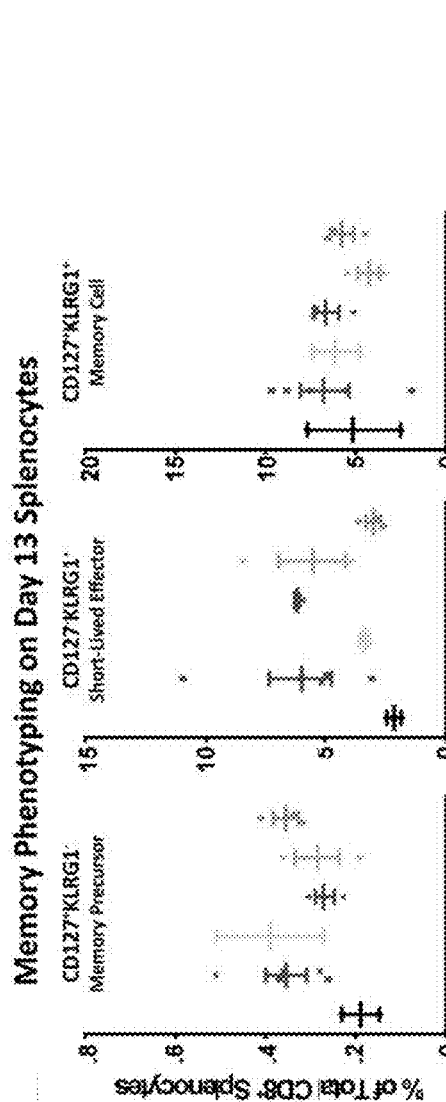 Memory Phenotyping on Day 13 Splenocytes
% of Total CD8⁺ Splenocytes
CD127⁺KLRG1⁻
Memory Precursor
.8
.6
.4
.2
0
CD127⁻KLRG1⁺
Short-Lived Effector
15
10
5
0
CD127⁺KLRG1⁺
Memory Cell
20
15
10
5
0